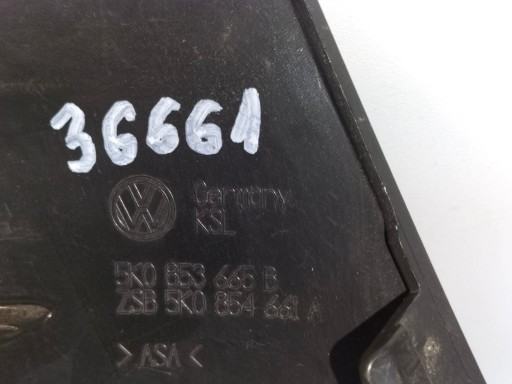 36661
Germany
KSL
5K0 853 665 B
ZSB 5K0 854 661 A
>ASA<